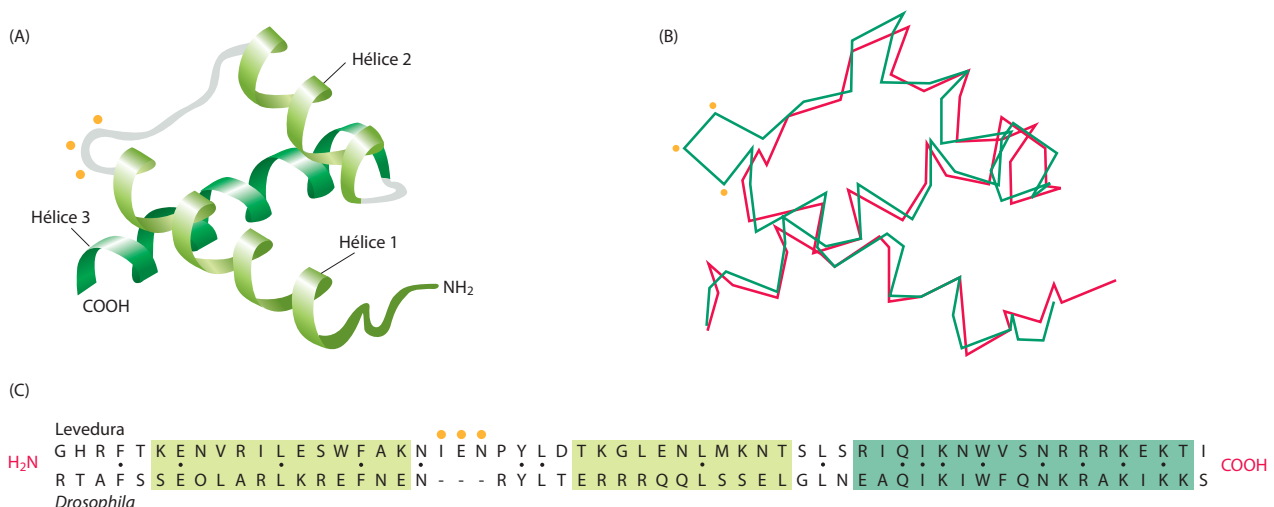 (A)
Hélice 2
Hélice 3
Hélice 1
NH2
COOH
(B)
(C)
Levedura
G H R F T K E N V R I L E S W F A K N I E N P Y L D T K G L E N L M K N T S L S R I Q I K N W V S N R R R K E K T I
H2N
COOH
R T A F S S E O L A R L K R E F N E N - - - R Y L T E R R R Q Q L S S E L G L N E A Q I K I W F Q N K R A K I K K S
Drosophila